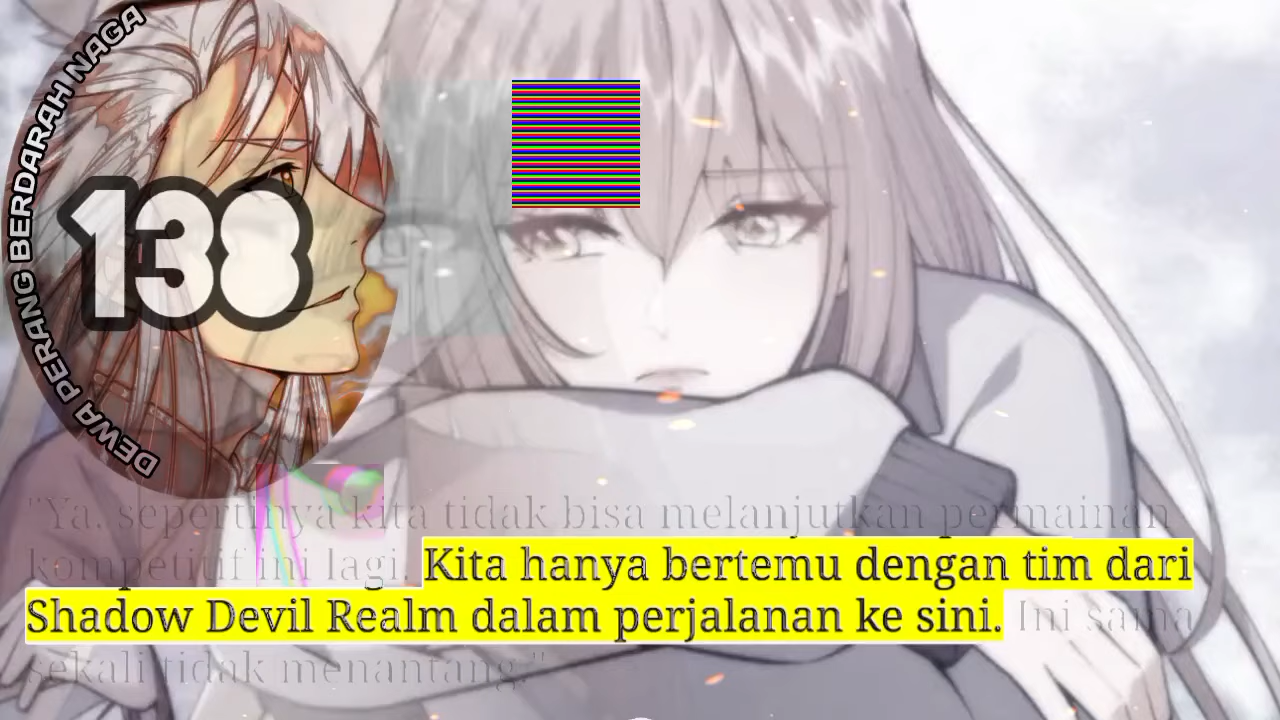 DEWA PERANG BERDARAH NAGA
138
"Ya, sepertinya kita tidak bisa melanjutkan permainan
kompetitif ini lagi. Kita hanya bertemu dengan tim dari
Shadow Devil Realm dalam perjalanan ke sini. Ini sama
sekali tidak menantang."